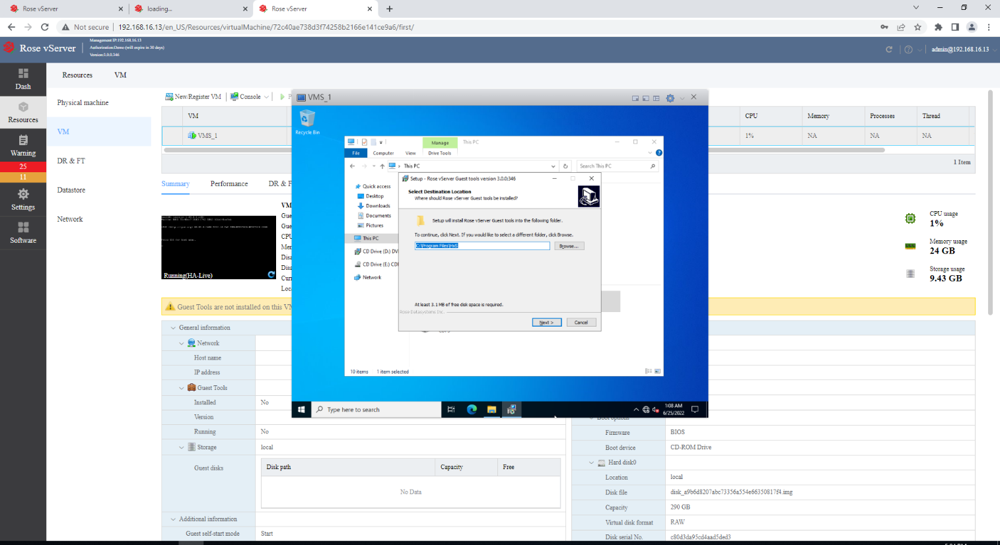 Rose vServer
loading...
Rose vServer
Not secure
192.168.16.13/en_US/Resources/virtualMachine/72c40ae738d3f74258b2166e141ce9a6/first/
Rose vServer
Management IP:192.168.16.13
Authorization:Demo (will expire in 30 days)
Version:3.0.0.346
admin@192.168.16.13
Dash
Resources
Warning
25
11
Settings
Software
Resources
VM
Physical machine
VM
DR & FT
Datastore
Network
New/Register VM
Console
VM
CPU
Memory
Processes
Thread
VMS_1
1%
NA
NA
NA
1 Item
Summary
Performance
DR & F
Running(HA-Live)
VM
Gue
Gue
CPU
Mer
Disk
Disk
Curr
Loc
CPU usage
1%
Memory usage
24 GB
Storage usage
9.43 GB
Guest Tools are not installed on this VM
VMS_1
Recycle Bin
Manage
This PC
File
Computer
View
Drive Tools
This PC
Search This PC
Quick access
Desktop
Downloads
Documents
Pictures
This PC
CD Drive (D:) DV
CD Drive (E:) CD
Network
Setup - Rose vServer Guest tools version 3.0.0:346
Select Destination Location
Where should Rose vServer Guest tools be installed?
Setup will install Rose vServer Guest tools into the following folder.
To continue, click Next. If you would like to select a different folder, click Browse.
C:\Program Files\HxS
Browse...
At least 3.1 MB of free disk space is required.
Rose Datasystems Inc.
Next >
Cancel
10 items
1 item selected
Type here to search
1:08 AM
6/25/2022
General information
Network
Host name
IP address
Guest Tools
Installed
No
Version
Running
No
Storage
local
Guest disks
Disk path
Capacity
Free
No Data
Additional information
Guest self-start mode
Start
Boot options
Firmware
BIOS
Boot device
CD-ROM Drive
Hard disk0
Location
local
Disk file
disk_a9b6d8207abc73356a554e66350817f4.img
Capacity
290 GB
Virtual disk format
RAW
Disk serial No.
c80d3da95cd4aad5ded3